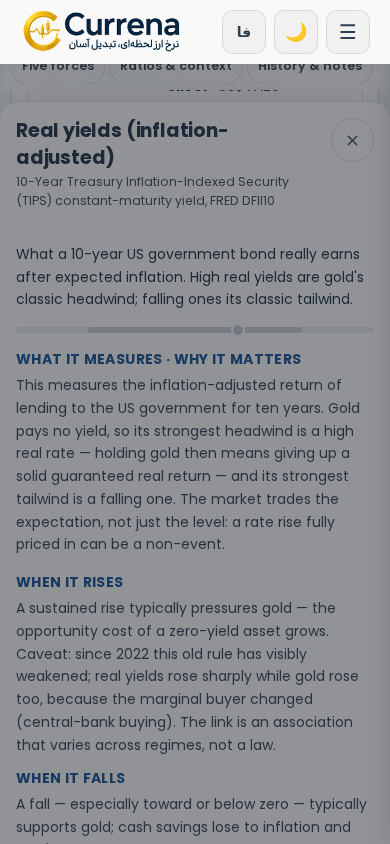 Currena
نرخ ارز لحظه‌ای، تبدیل آسان
فا
Five forces
Ratios & context
History & notes
Real yields (inflation-
adjusted)
10-Year Treasury Inflation-Indexed Security
(TIPS) constant-maturity yield, FRED DFII10
What a 10-year US government bond really earns
after expected inflation. High real yields are gold's
classic headwind; falling ones its classic tailwind.
WHAT IT MEASURES · WHY IT MATTERS
This measures the inflation-adjusted return of
lending to the US government for ten years. Gold
pays no yield, so its strongest headwind is a high
real rate — holding gold then means giving up a
solid guaranteed real return — and its strongest
tailwind is a falling one. The market trades the
expectation, not just the level: a rate rise fully
priced in can be a non-event.
WHEN IT RISES
A sustained rise typically pressures gold — the
opportunity cost of a zero-yield asset grows.
Caveat: since 2022 this old rule has visibly
weakened; real yields rose sharply while gold rose
too, because the marginal buyer changed
(central-bank buying). The link is an association
that varies across regimes, not a law.
WHEN IT FALLS
A fall — especially toward or below zero — typically
supports gold; cash savings lose to inflation and